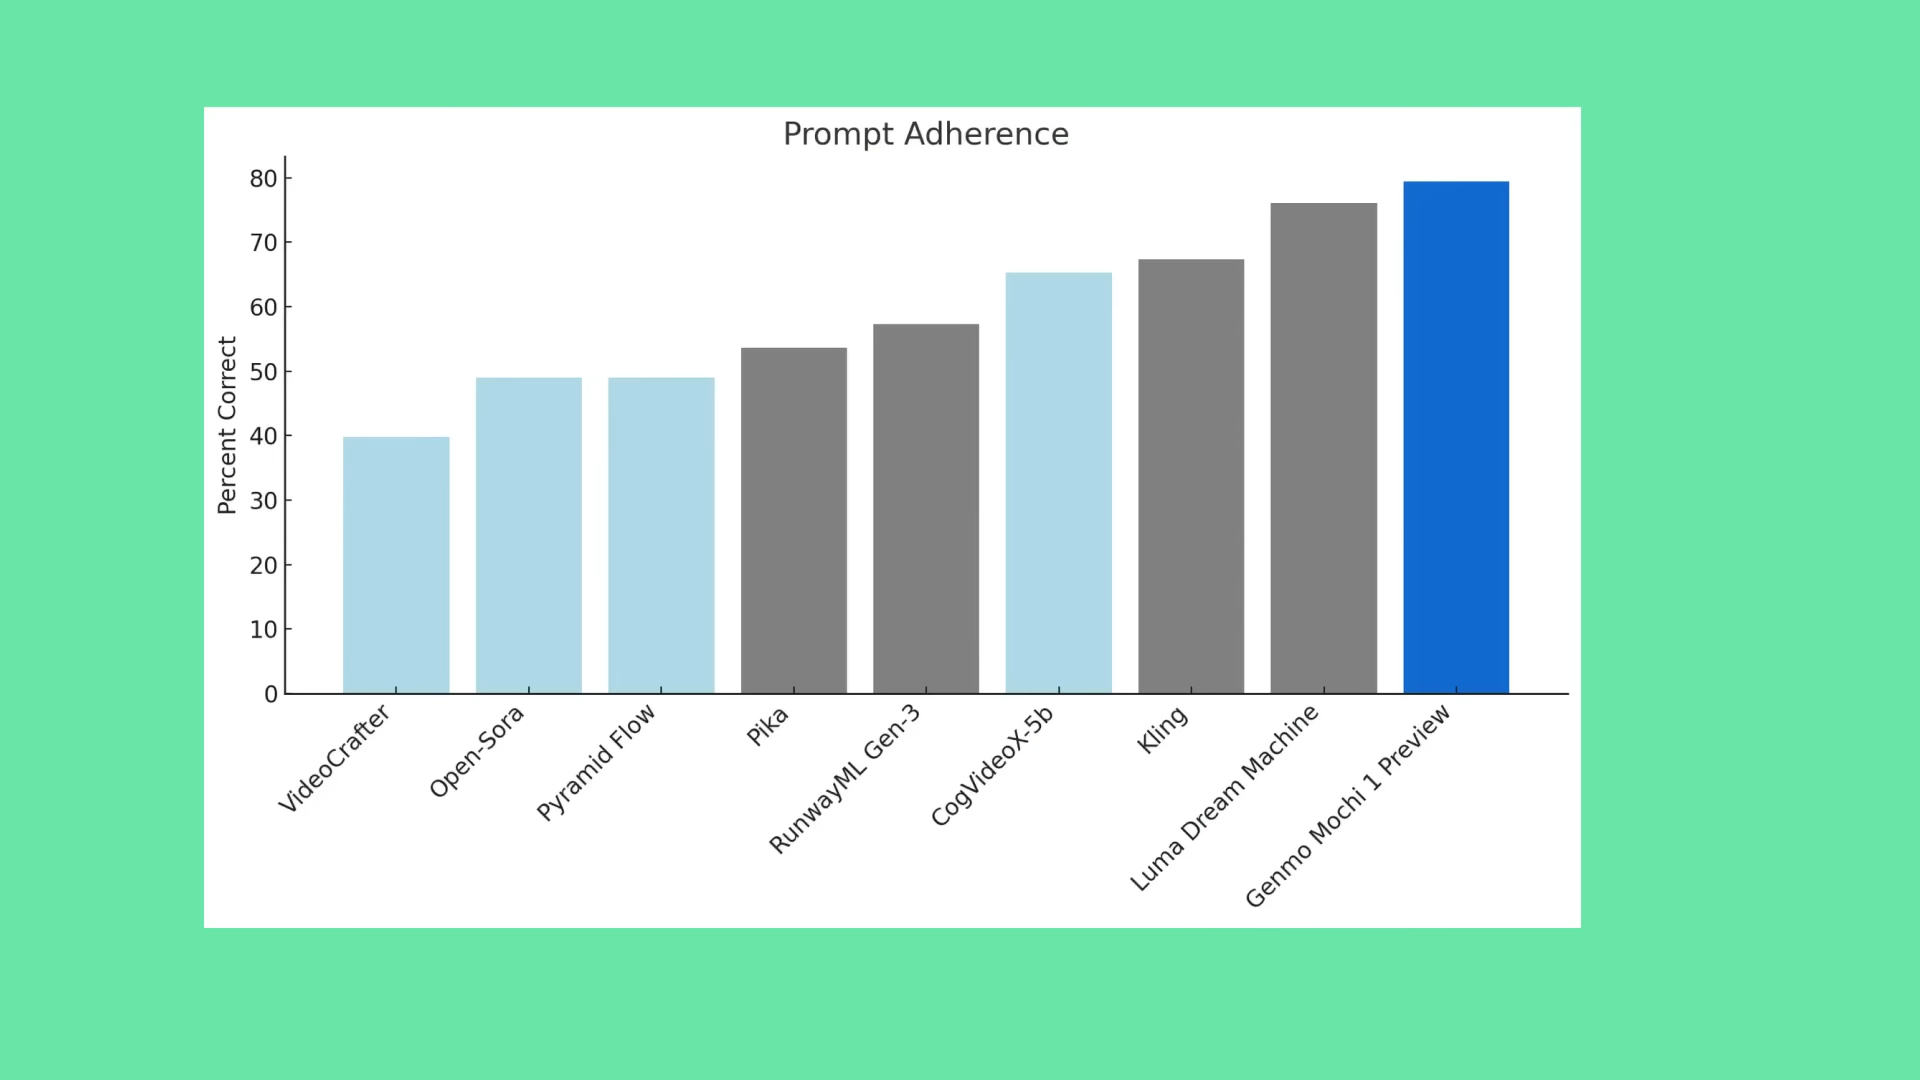 Prompt Adherence
Percent Correct
80
70
60
50
40
30
20
10
0
VideoCrafter
Open-Sora
Pyramid Flow
Pika
RunwayML Gen-3
CogVideoX-5b
Kling
Luma Dream Machine
Genmo Mochi 1 Preview